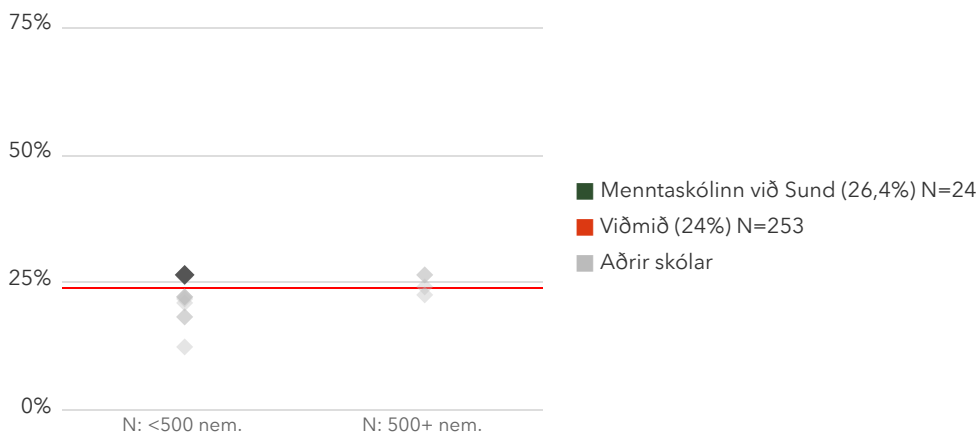 75%
50%
25%
0%
N: <500 nem.
N: 500+ nem.
Menntaskólinn við Sund (26,4%) N=24
Viðmið (24%) N=253
Aðrir skólar